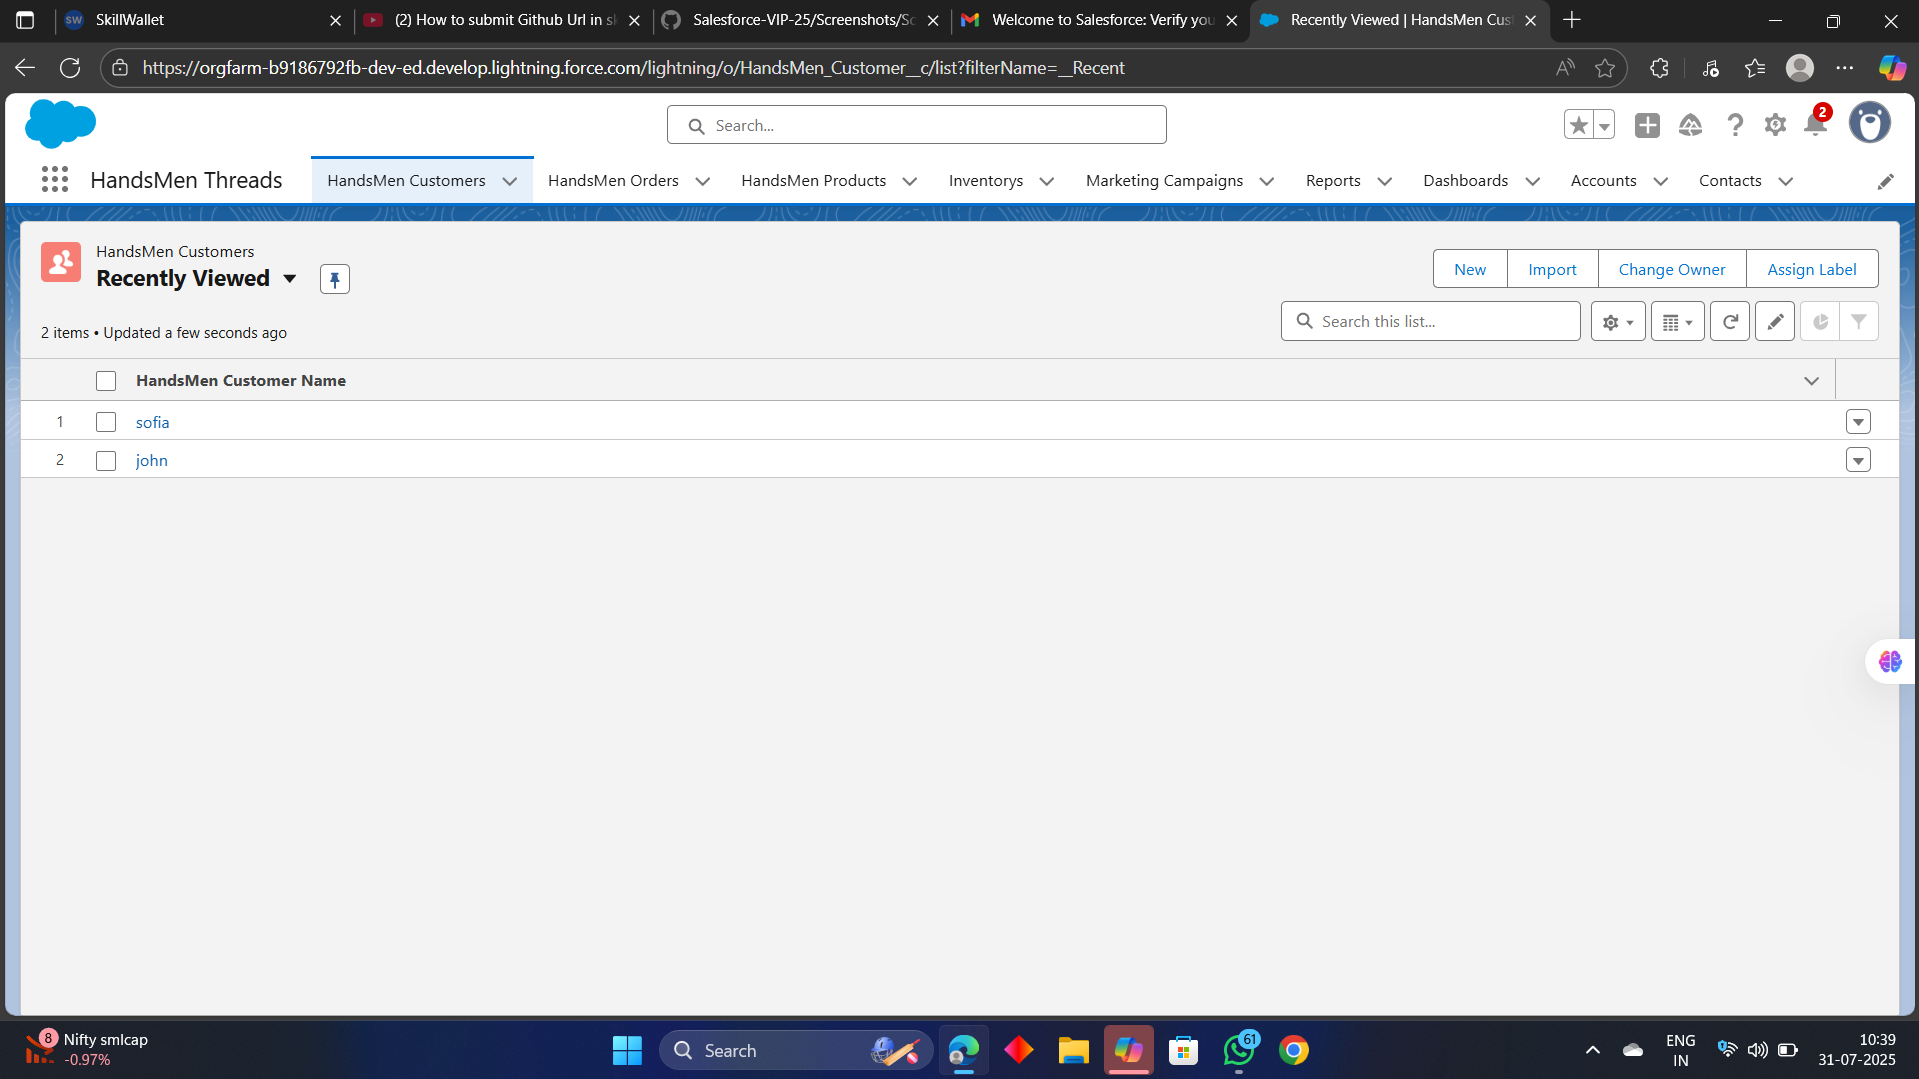 SkillWallet
(2) How to submit Github Url in sk
Salesforce-VIP-25/Screenshots/Sc
Welcome to Salesforce: Verify you
Recently Viewed | HandsMen Cus
https://orgfarm-b9186792fb-dev-ed.develop.lightning.force.com/lightning/o/HandsMen_Customer__c/list?filterName=__Recent
Search...
2
HandsMen Threads
HandsMen Customers
HandsMen Orders
HandsMen Products
Inventorys
Marketing Campaigns
Reports
Dashboards
Accounts
Contacts
HandsMen Customers
Recently Viewed
New
Import
Change Owner
Assign Label
2 items • Updated a few seconds ago
Search this list...
HandsMen Customer Name
1 sofia
2 john
8
Nifty smlcap
-0.97%
Search
61
ENG
IN
10:39
31-07-2025